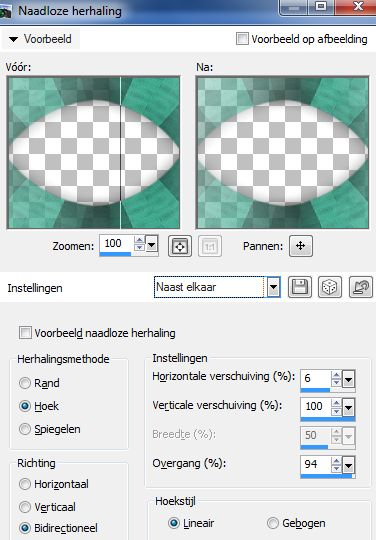 Naadloze herhaling
Voorbeeld
Voorbeeld op afbeelding
Vóór:
Na:
Zoomen: 100
1:1
Pannen:
Instellingen
Naast elkaar
Voorbeeld naadloze herhaling
Herhalingsmethode
Rand
Hoek
Spiegelen
Instellingen
Horizontale verschuiving (%): 6
Verticale verschuiving (%): 100
Breedte (%): 50
Overgang (%): 94
Richting
Horizontaal
Verticaal
Bidirectioneel
Hoekstijl
Lineair
Gebogen